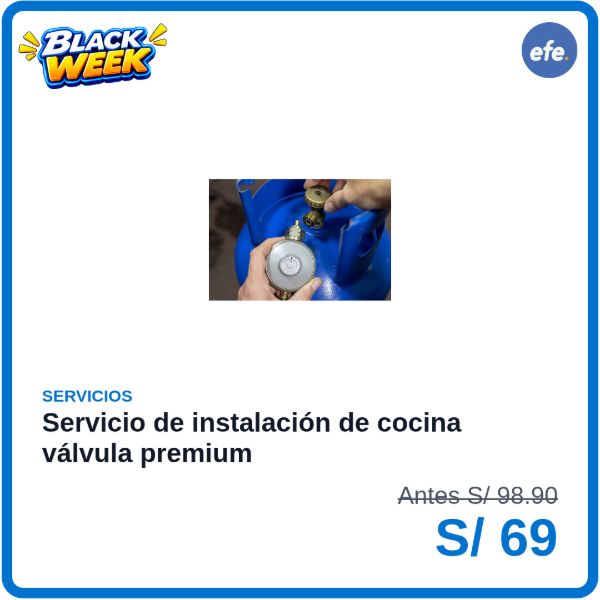 BLACK
WEEK
efe.
SERVICIOS
Servicio de instalación de cocina
válvula premium
Antes S/ 98.90
S/ 69